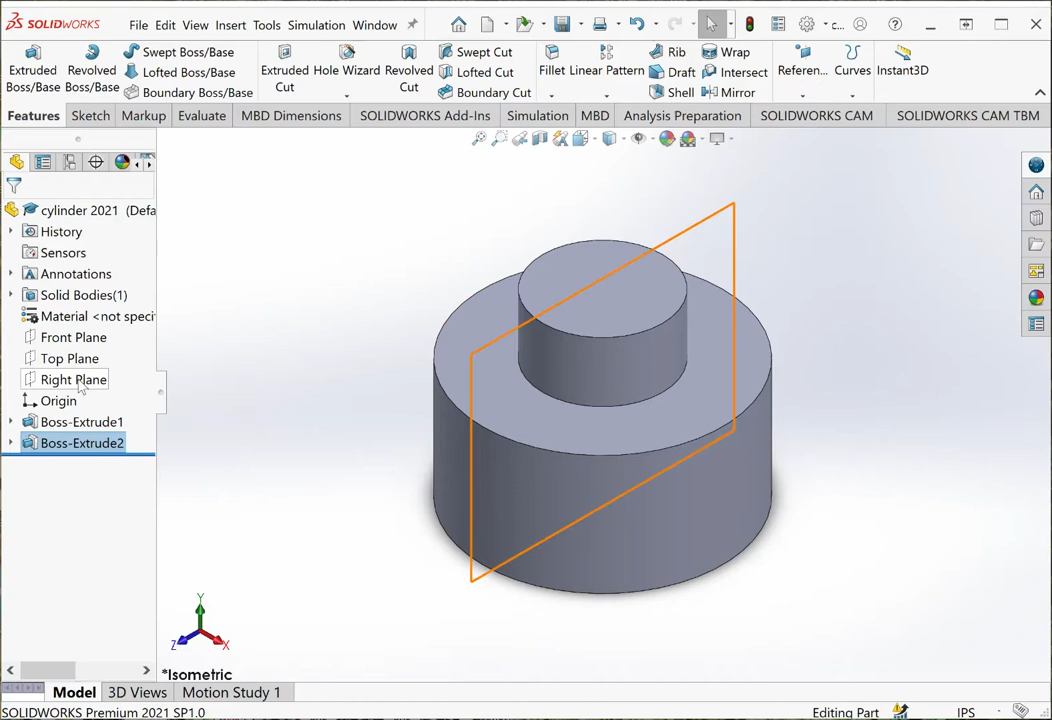 SOLIDWORKS File Edit View Insert Tools Simulation Window c...
Extruded Boss/Base
Revolved Boss/Base
Swept Boss/Base
Lofted Boss/Base
Boundary Boss/Base
Extruded Cut
Hole Wizard
Revolved Cut
Swept Cut
Lofted Cut
Boundary Cut
Fillet
Linear Pattern
Rib
Draft
Shell
Wrap
Intersect
Mirror
Referen...
Curves
Instant3D
Features Sketch Markup Evaluate MBD Dimensions SOLIDWORKS Add-Ins Simulation MBD Analysis Preparation SOLIDWORKS CAM SOLIDWORKS CAM TBM
cylinder 2021 (Defa
History
Sensors
Annotations
Solid Bodies(1)
Material <not speci
Front Plane
Top Plane
Right Plane
Origin
Boss-Extrude1
Boss-Extrude2
Y
Z
X
*Isometric
Model 3D Views Motion Study 1
SOLIDWORKS Premium 2021 SP1.0 Editing Part IPS